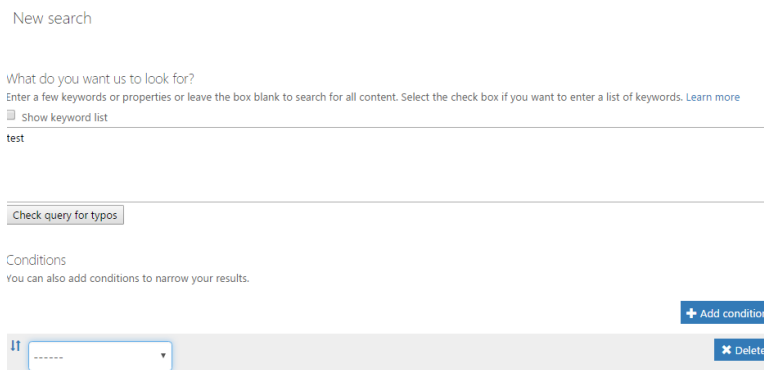 New search
What do you want us to look for?
Enter a few keywords or properties or leave the box blank to search for all content. Select the check box if you want to enter a list of keywords. Learn more
Show keyword list
test
Check query for typos
Conditions
You can also add conditions to narrow your results.
Add condition
------
Delete